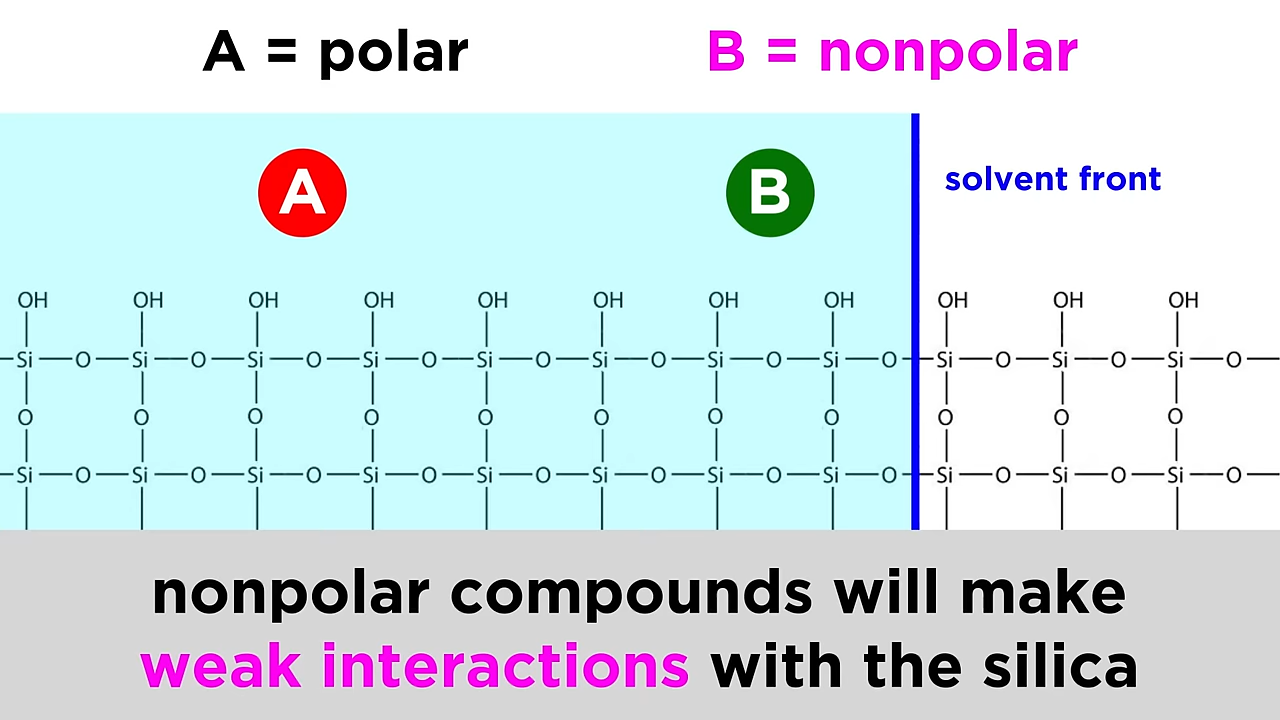 A = polar
B = nonpolar
A
B
solvent front
OH OH OH OH OH OH OH OH OH OH OH
Si O Si O Si O Si O Si O Si O Si O Si O Si O Si O Si O
O O O O O O O O O O O
Si O Si O Si O Si O Si O Si O Si O Si O Si O Si O Si O
nonpolar compounds will make
weak interactions with the silica